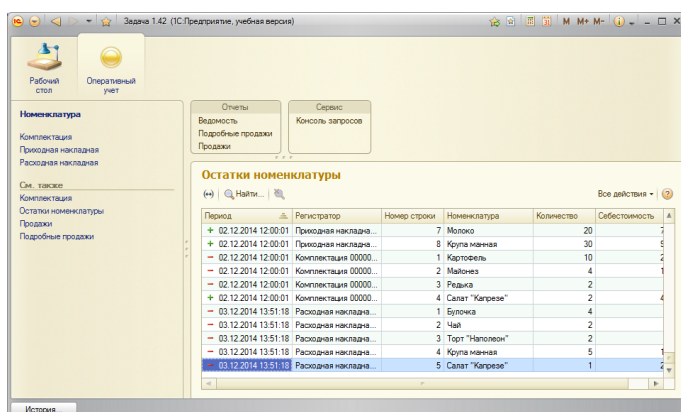 Задача 1.42 (1С:Предприятие, учебная версия)
M M+ M-
Рабочий стол
Оперативный учет
Номенклатура
Комплектация
Приходная накладная
Расходная накладная
См. также
Комплектация
Остатки номенклатуры
Продажи
Подробные продажи
Отчеты
Ведомость
Подробные продажи
Продажи
Сервис
Консоль запросов
Остатки номенклатуры
Найти...
Все действия
Период Регистратор Номер строки Номенклатура Количество Себестоимость
+ 02.12.2014 12:00:01 Приходная накладна... 7 Молоко 20 7
+ 02.12.2014 12:00:01 Приходная накладна... 8 Крупа манная 30 9
- 02.12.2014 12:00:01 Комплектация 00000... 1 Картофель 10 2
- 02.12.2014 12:00:01 Комплектация 00000... 2 Майонез 4 1
- 02.12.2014 12:00:01 Комплектация 00000... 3 Редька 2
+ 02.12.2014 12:00:01 Комплектация 00000... 4 Салат "Капрезе" 2 4
- 03.12.2014 13:51:18 Расходная накладна... 1 Булочка 4
- 03.12.2014 13:51:18 Расходная накладна... 2 Чай 2
- 03.12.2014 13:51:18 Расходная накладна... 3 Торт "Наполеон" 2
- 03.12.2014 13:51:18 Расходная накладна... 4 Крупа манная 5 1
- 03.12.2014 13:51:18 Расходная накладна... 5 Салат "Капрезе" 1 2
История...